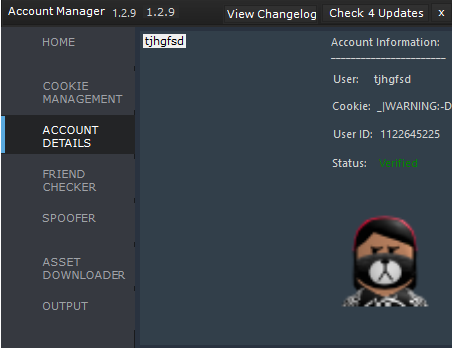 Account Manager 1.2.9 1.2.9 View Changelog Check 4 Updates x
HOME
COOKIE
MANAGEMENT
ACCOUNT
DETAILS
FRIEND
CHECKER
SPOOFER
ASSET
DOWNLOADER
OUTPUT
tjhgfsd
Account Information:
User: tjhgfsd
Cookie: _|WARNING:-D
User ID: 1122645225
Status: Verified